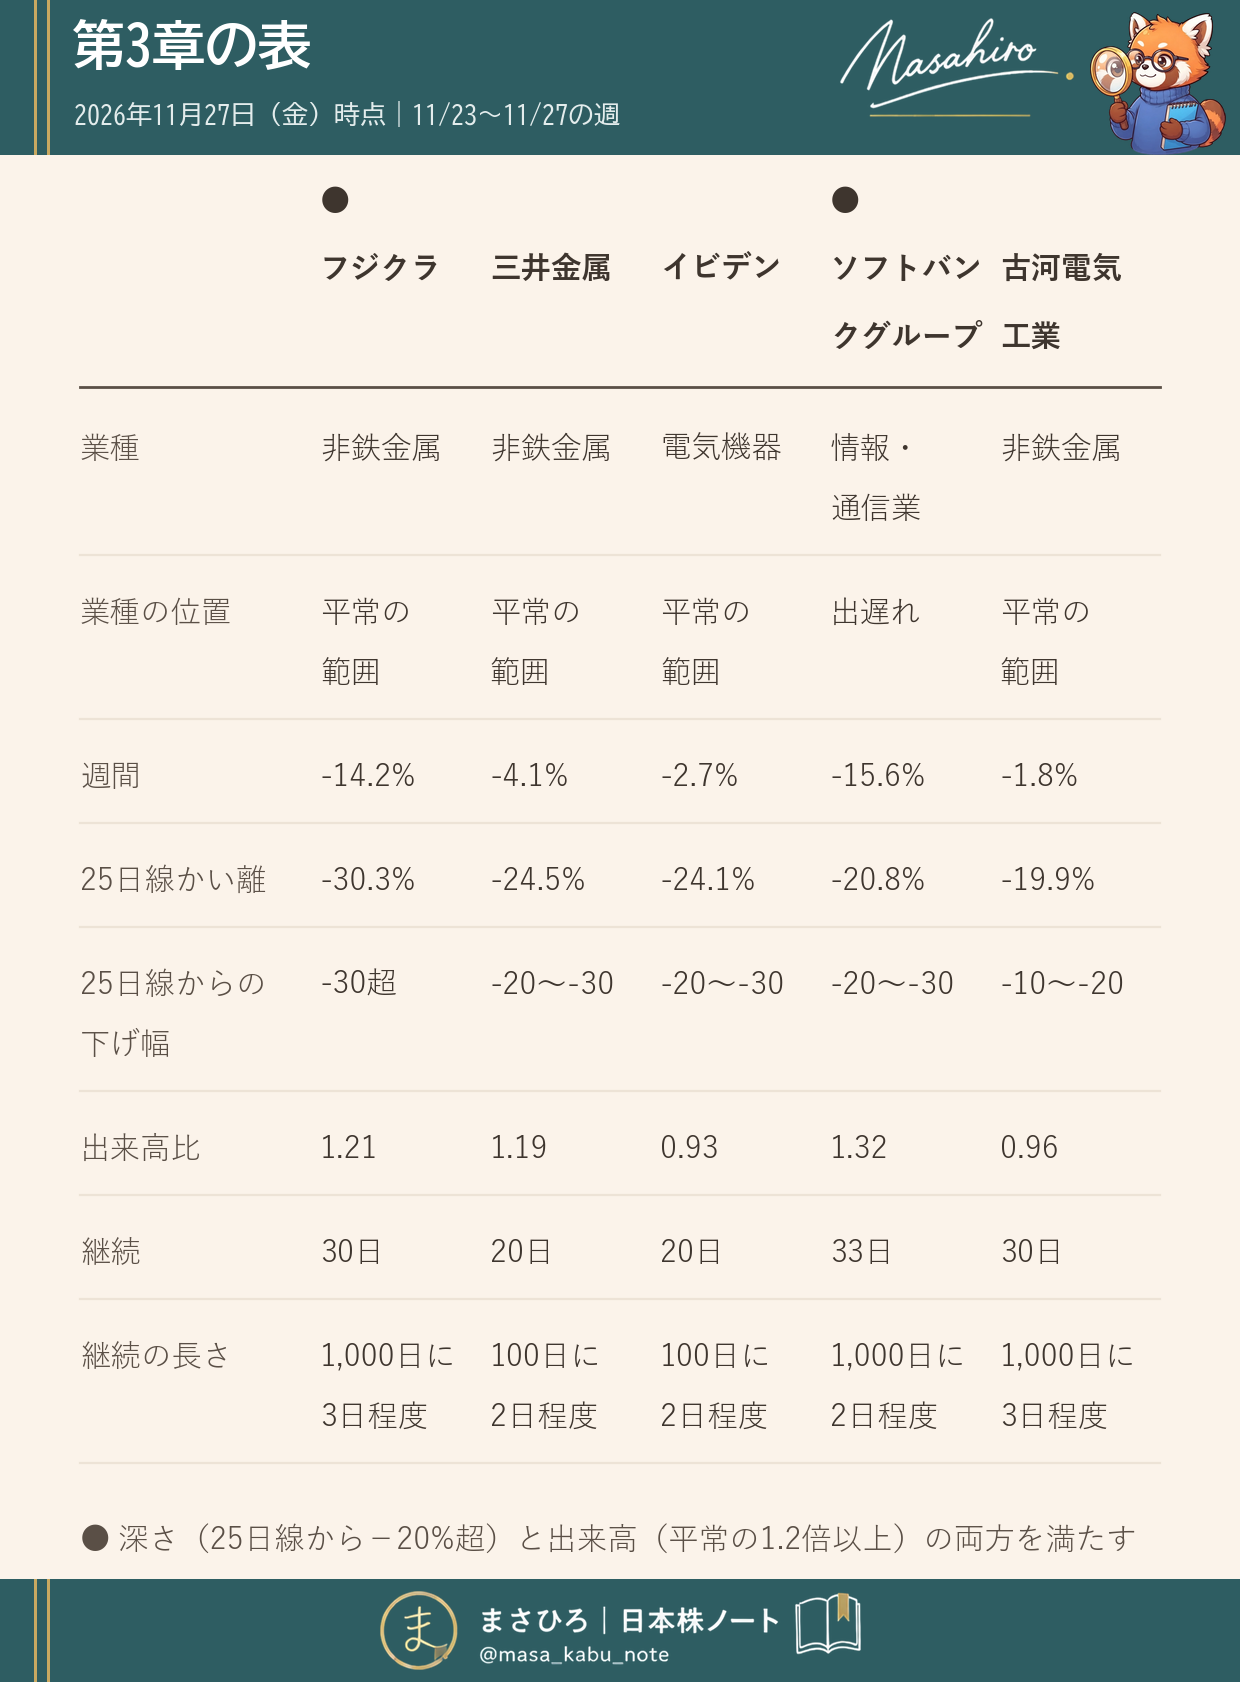 第3章の表
2026年11月27日（金）時点｜11/23〜11/27の週
Masahiro
● ●
フジクラ 三井金属 イビデン ソフトバン 古河電気
クグループ 工業
業種 非鉄金属 非鉄金属 電気機器 情報・ 非鉄金属
通信業
業種の位置 平常の 平常の 平常の 出遅れ 平常の
範囲 範囲 範囲 範囲
週間 -14.2% -4.1% -2.7% -15.6% -1.8%
25日線かい離 -30.3% -24.5% -24.1% -20.8% -19.9%
25日線からの -30超 -20〜-30 -20〜-30 -20〜-30 -10〜-20
下げ幅
出来高比 1.21 1.19 0.93 1.32 0.96
継続 30日 20日 20日 33日 30日
継続の長さ 1,000日に 100日に 100日に 1,000日に 1,000日に
3日程度 2日程度 2日程度 2日程度 3日程度
● 深さ（25日線から－20%超）と出来高（平常の1.2倍以上）の両方を満たす
ま
まさひろ｜日本株ノート
@masa_kabu_note